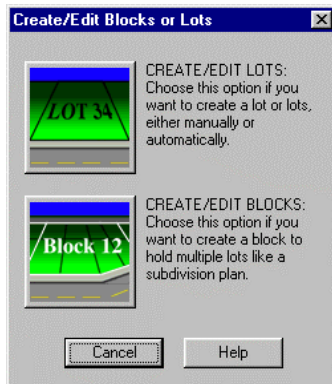 Create/Edit Blocks or Lots
LOT 34
CREATE/EDIT LOTS:
Choose this option if you
want to create a lot or lots,
either manually or
automatically.
Block 12
CREATE/EDIT BLOCKS:
Choose this option if you
want to create a block to
hold multiple lots like a
subdivision plan.
Cancel
Help